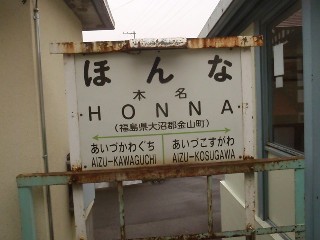 ほんな
木名
HONNA
(福島県大沼郡金山町)
あいづかわぐち あいづこすがわ
AIZU-KAWAGUCHI AIZU-KOSUGAWA